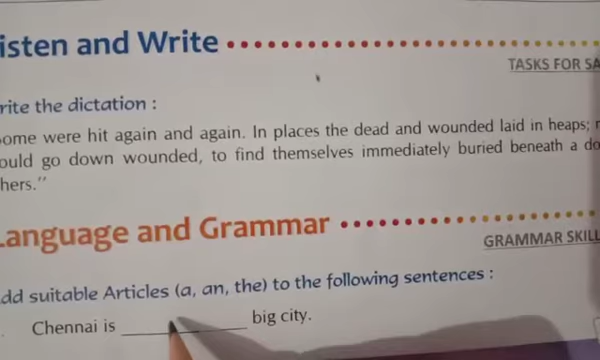 isten and Write
TASKS FOR SA
rite the dictation :
ome were hit again and again. In places the dead and wounded laid in heaps;
ould go down wounded, to find themselves immediately buried beneath a do
hers."
Language and Grammar
GRAMMAR SKILL
dd suitable Articles (a, an, the) to the following sentences :
Chennai is ____________ big city.